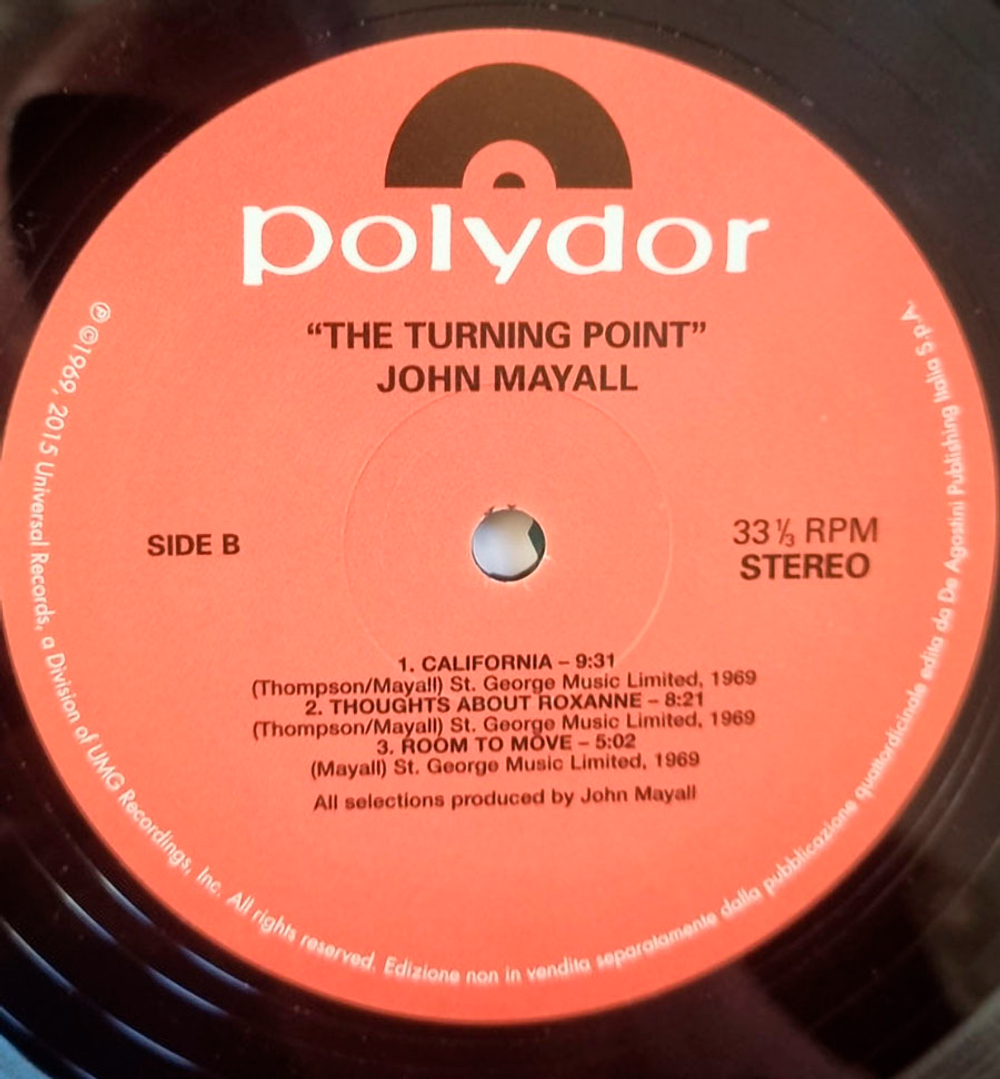 polydor
“THE TURNING POINT”
JOHN MAYALL
SIDE B
33 ⅓ RPM
STEREO
1. CALIFORNIA – 9:31
(Thompson/Mayall) St. George Music Limited, 1969
2. THOUGHTS ABOUT ROXANNE – 8:21
(Thompson/Mayall) St. George Music Limited, 1969
3. ROOM TO MOVE – 5:02
(Mayall) St. George Music Limited, 1969
All selections produced by John Mayall
℗ ©1969, 2015 Universal Records, a Division of UMG Recordings, Inc. All rights reserved. Edizione non in vendita separatamente dalla pubblicazione quattordicinale edita da De Agostini Publishing Italia S.p.A.